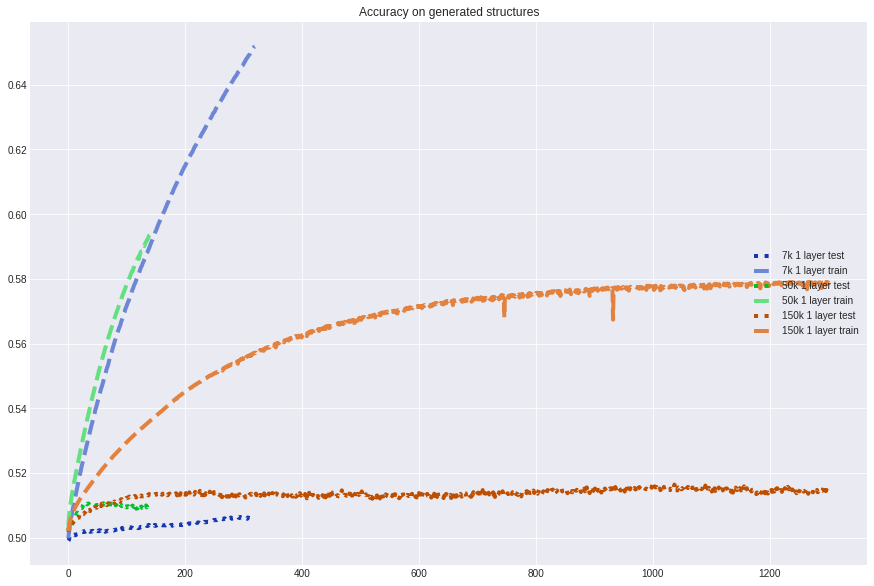 Accuracy on generated structures
0.64
0.62
0.60
0.58
0.56
0.54
0.52
0.50
0
200
400
600
800
1000
1200
7k 1 layer test
7k 1 layer train
50k 1 layer test
50k 1 layer train
150k 1 layer test
150k 1 layer train